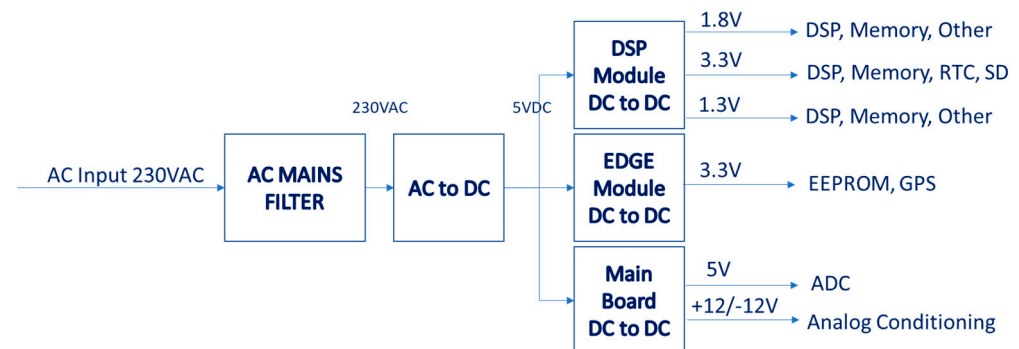 AC Input 230VAC
AC MAINS
FILTER
230VAC
AC to DC
5VDC
DSP
Module
DC to DC
1.8V
DSP, Memory, Other
3.3V
DSP, Memory, RTC, SD
1.3V
DSP, Memory, Other
EDGE
Module
DC to DC
3.3V
EEPROM, GPS
Main
Board
DC to DC
5V
ADC
+12/-12V
Analog Conditioning